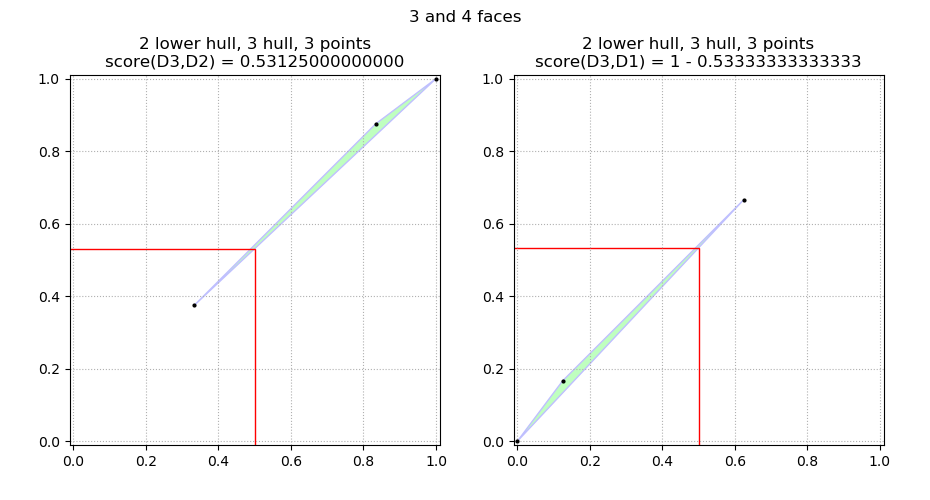 3 and 4 faces
2 lower hull, 3 hull, 3 points
score(D3,D2) = 0.53125000000000
1.0
0.8
0.6
0.4
0.2
0.0
0.0 0.2 0.4 0.6 0.8 1.0
2 lower hull, 3 hull, 3 points
score(D3,D1) = 1 - 0.53333333333333
1.0
0.8
0.6
0.4
0.2
0.0
0.0 0.2 0.4 0.6 0.8 1.0